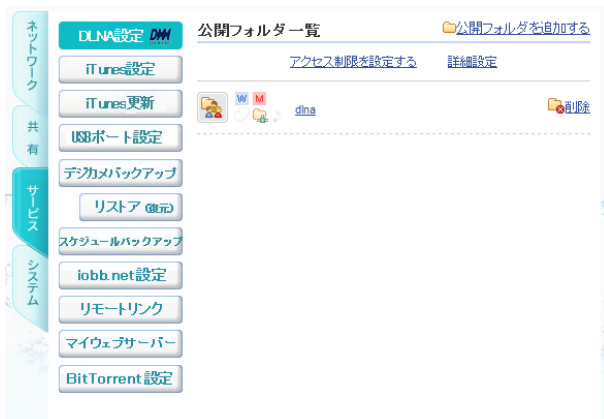 ネットワーク
共有
サービス
システム
DLNA設定 DMM
iTunes設定
iTunes更新
USBポート設定
デジカメバックアップ
リストア(復元)
スケジュールバックアップ
iobb.net設定
リモートリンク
マイウェブサーバー
BitTorrent設定
公開フォルダ一覧
公開フォルダを追加する
アクセス制限を設定する 詳細設定
W M
dlna
削除